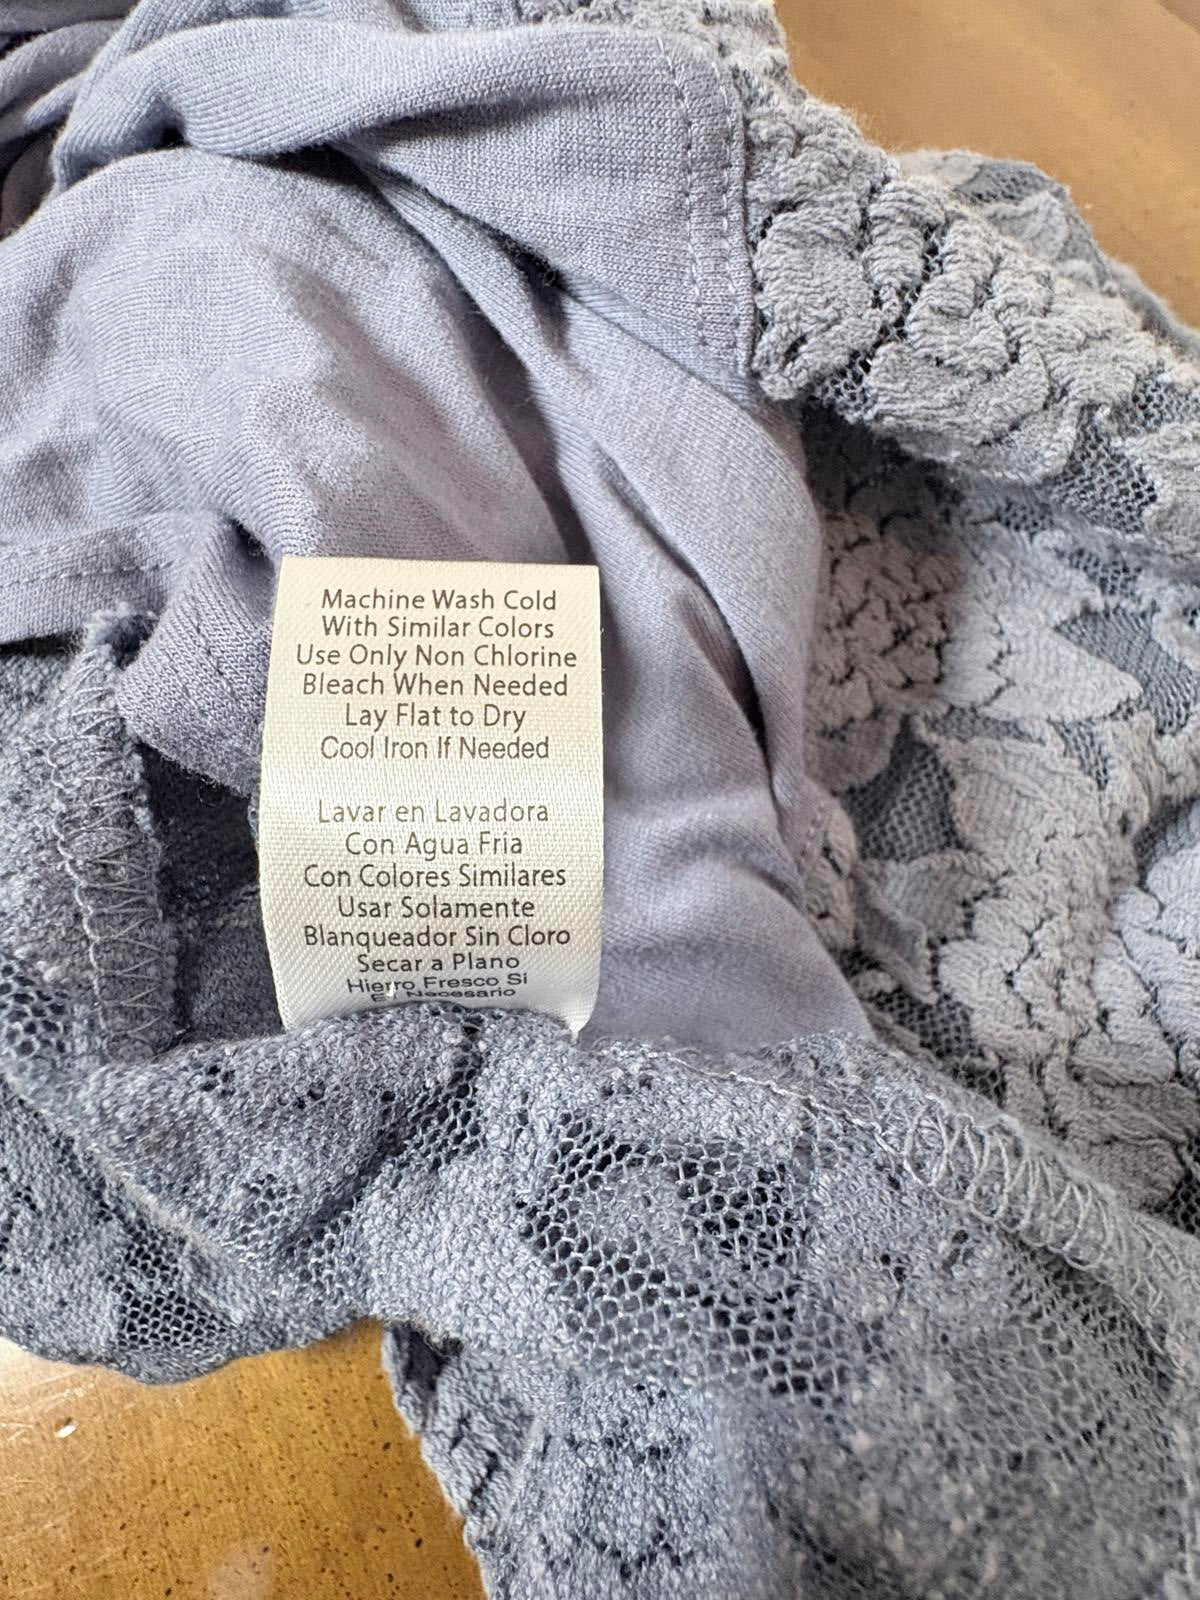 Machine Wash Cold
With Similar Colors
Use Only Non Chlorine
Bleach When Needed
Lay Flat to Dry
Cool Iron If Needed
Lavar en Lavadora
Con Agua Fria
Con Colores Similares
Usar Solamente
Blanqueador Sin Cloro
Secar a Plano
Hierro Fresco Si
Necesario